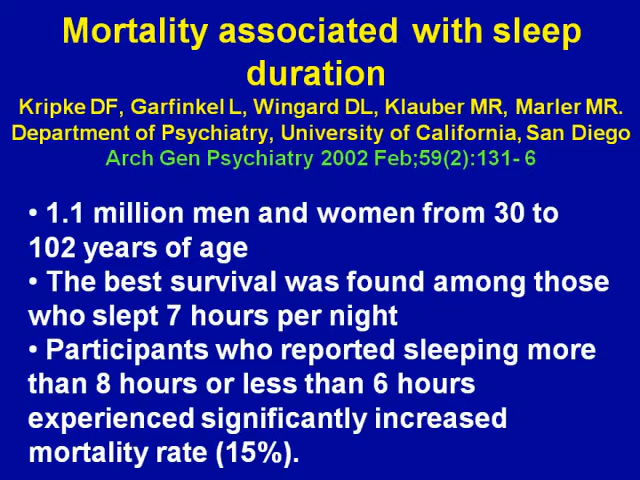 Mortality associated with sleep
duration
Kripke DF, Garfinkel L, Wingard DL, Klauber MR, Marler MR.
Department of Psychiatry, University of California, San Diego
Arch Gen Psychiatry 2002 Feb;59(2):131- 6
• 1.1 million men and women from 30 to
102 years of age
• The best survival was found among those
who slept 7 hours per night
• Participants who reported sleeping more
than 8 hours or less than 6 hours
experienced significantly increased
mortality rate (15%).